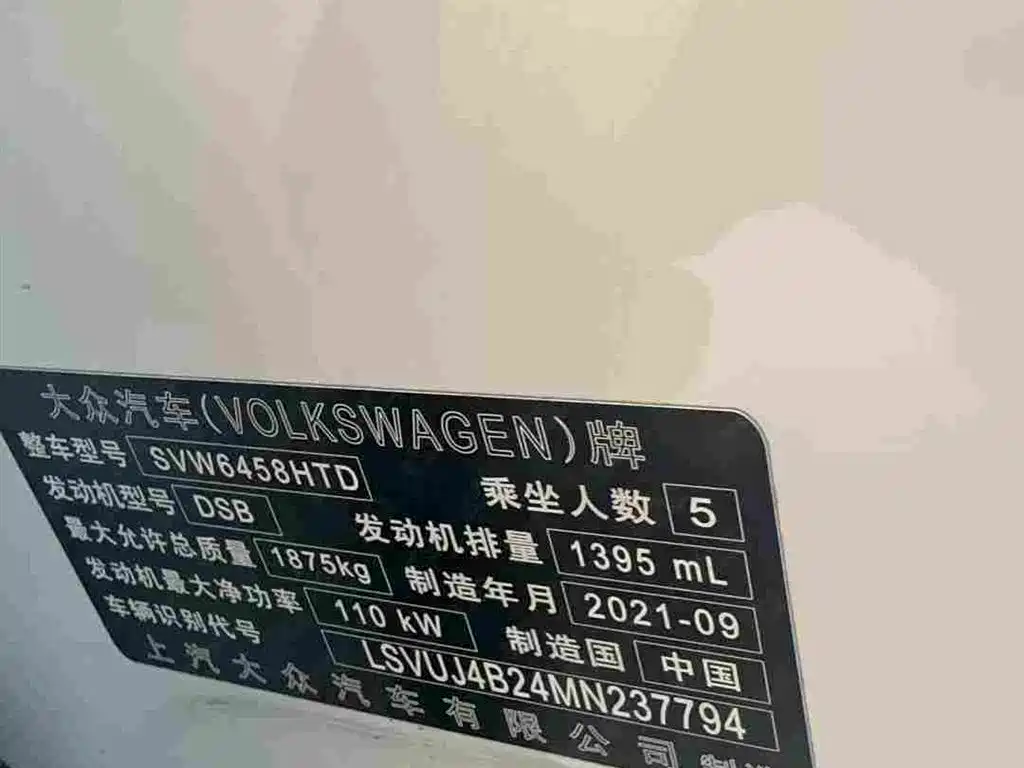 大众汽车(VOLKSWAGEN)牌
整车型号 SVW6458HTD 乘坐人数 5
发动机型号 DSB 发动机排量 1395 mL
最大允许总质量 1875kg 制造年月 2021-09
发动机最大净功率 110 kW 制造国 中国
车辆识别代号 LSVUJ4B24MN237794
上汽大众汽车有限公司制造